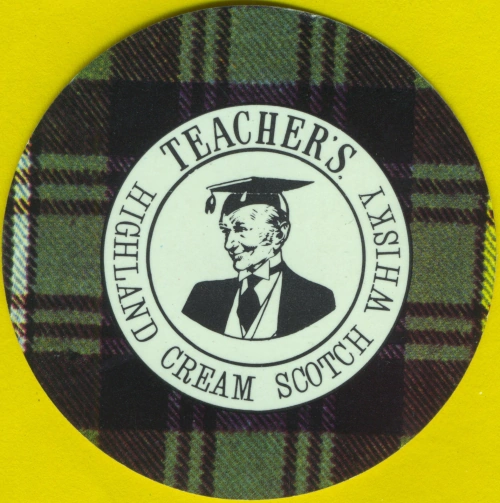 TEACHER'S.
HIGHLAND CREAM SCOTCH WHISKY